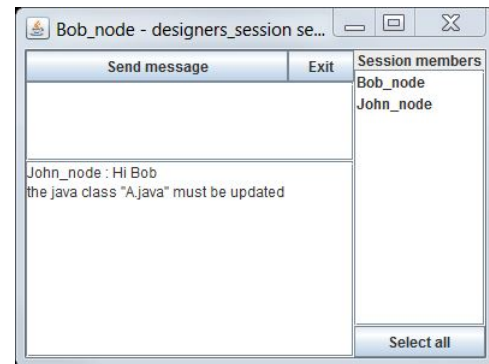 Bob_node - designers_session se...
Send message
Exit
Session members
Bob_node
John_node
John_node : Hi Bob
the java class "A.java" must be updated
Select all